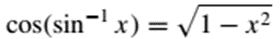 cos(sin⁻¹ x) = √(1 − x²)